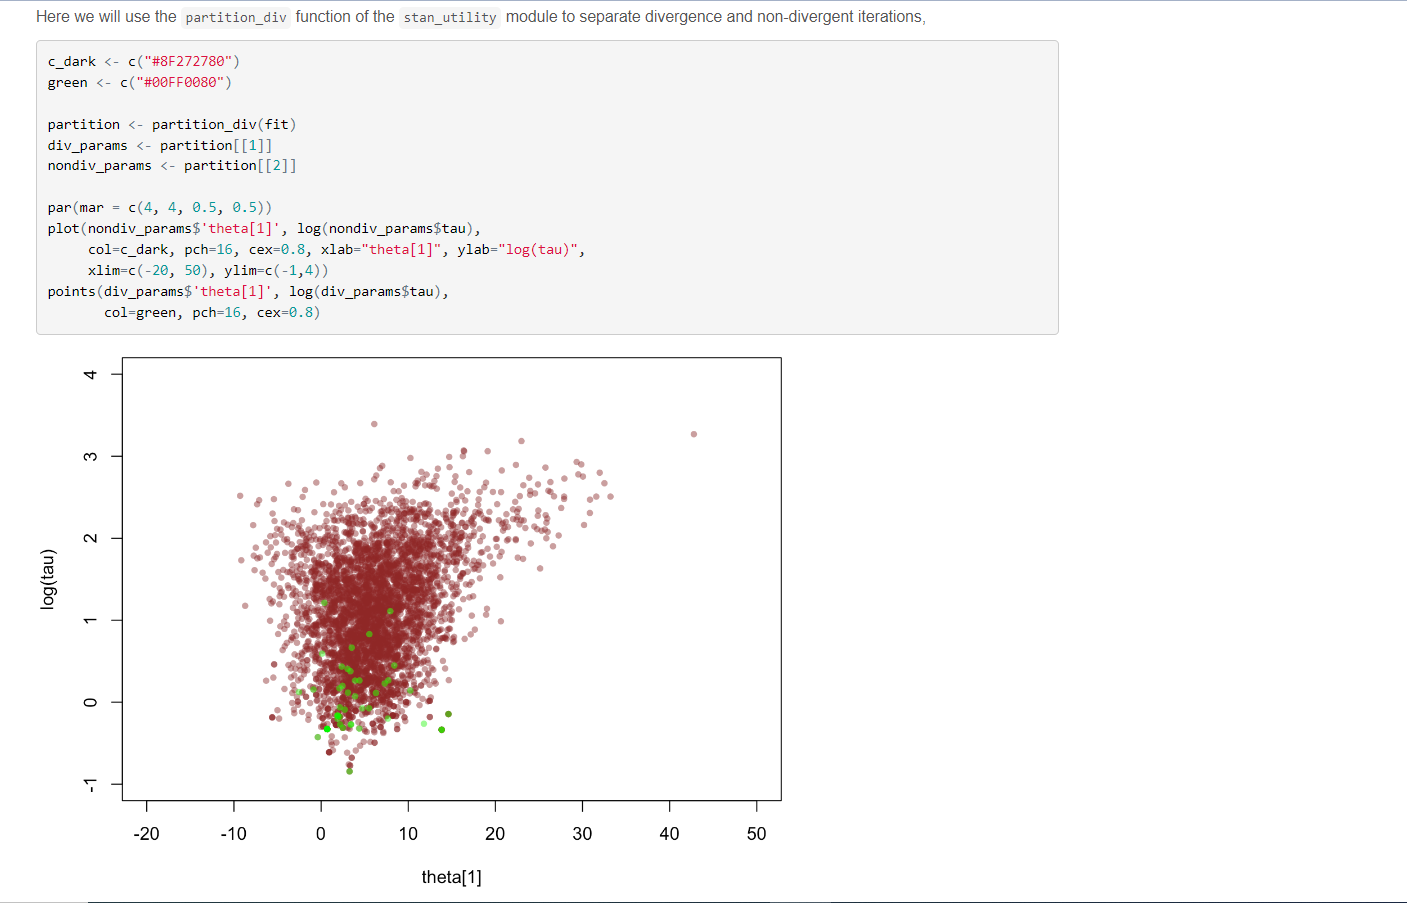 Here we will use the partition_div function of the stan_utility module to separate divergence and non-divergent iterations,
c_dark <- c("#8F272780")
green <- c("#00FF0080")
partition <- partition_div(fit)
div_params <- partition[[1]]
nondiv_params <- partition[[2]]
par(mar = c(4, 4, 0.5, 0.5))
plot(nondiv_params$'theta[1]', log(nondiv_params$tau),
     col=c_dark, pch=16, cex=0.8, xlab="theta[1]", ylab="log(tau)",
     xlim=c(-20, 50), ylim=c(-1,4))
points(div_params$'theta[1]', log(div_params$tau),
       col=green, pch=16, cex=0.8)
4
3
2
1
0
-1
log(tau)
-20 -10 0 10 20 30 40 50
theta[1]